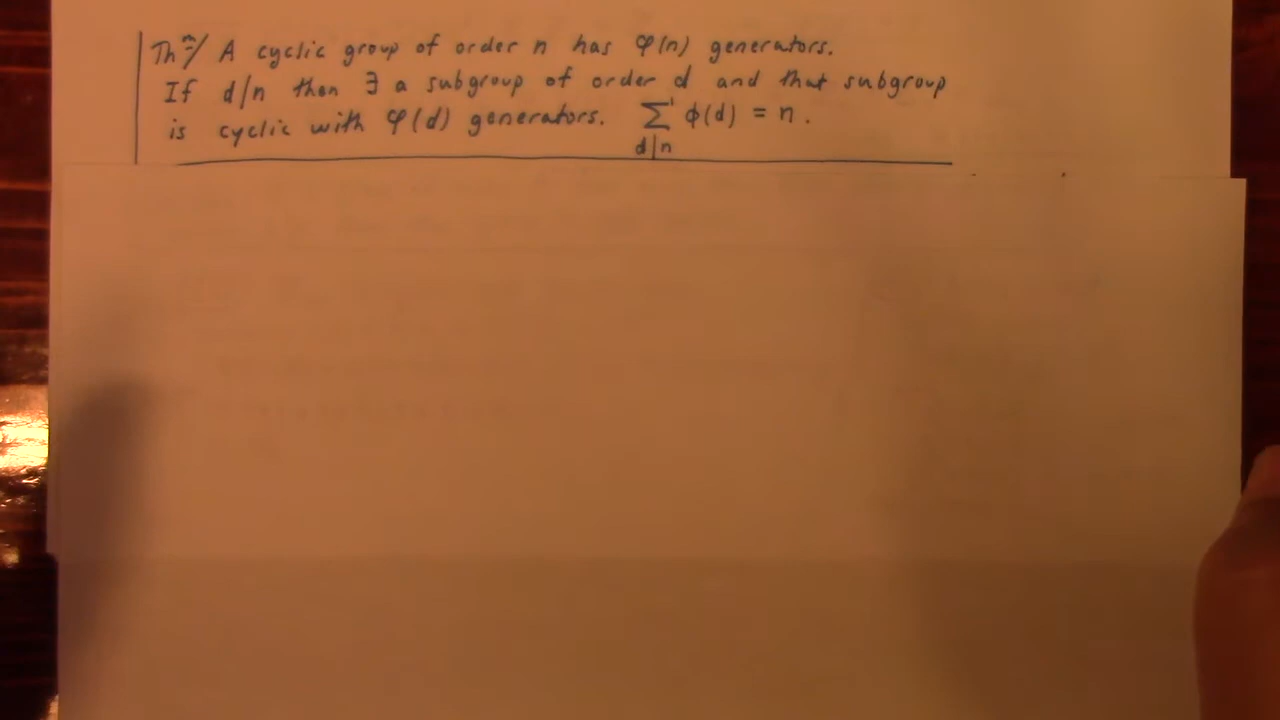 Thᵐ/ A cyclic group of order n has φ(n) generators.
If d/n then ∃ a subgroup of order d and that subgroup
is cyclic with φ(d) generators. ∑ ϕ(d) = n.
d|n